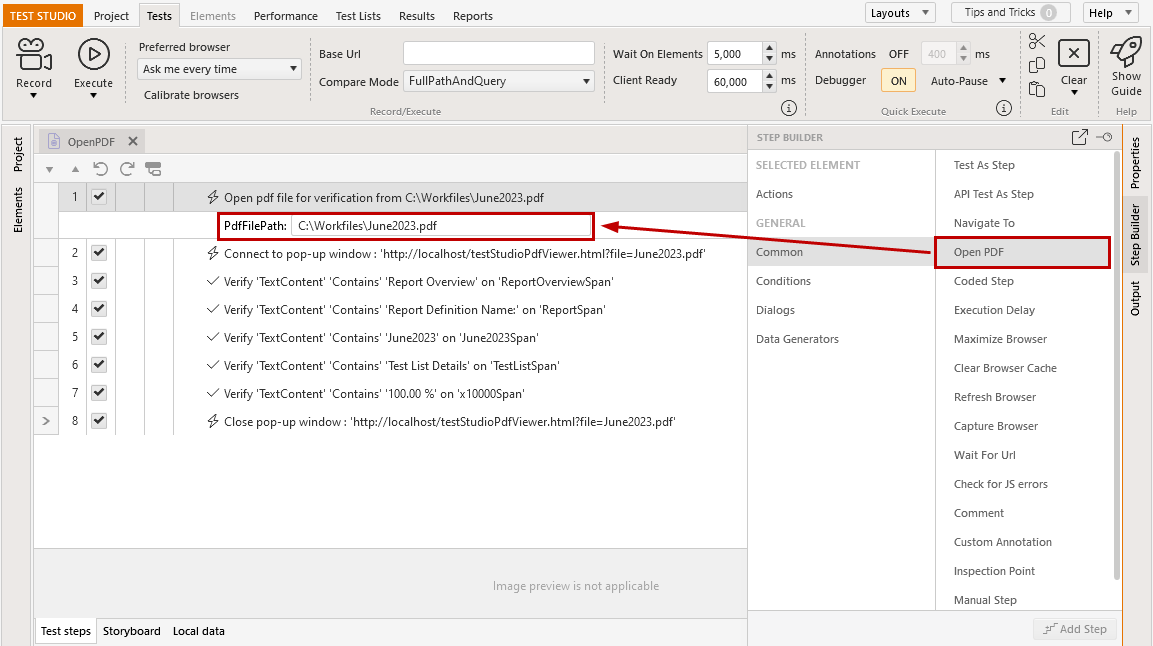 TEST STUDIO Project Tests Elements Performance Test Lists Results Reports Layouts Tips and Tricks 0 Help
Record
Execute
Preferred browser
Ask me every time
Calibrate browsers
Base Url
Compare Mode FullPathAndQuery
Record/Execute
Wait On Elements 5,000 ms
Client Ready 60,000 ms
Annotations OFF 400 ms
Debugger ON Auto-Pause
Quick Execute
Clear
Edit
Show
Guide
Help
Project
Elements
OpenPDF
1 Open pdf file for verification from C:\Workfiles\June2023.pdf
PdfFilePath: C:\Workfiles\June2023.pdf
2 Connect to pop-up window : 'http://localhost/testStudioPdfViewer.html?file=June2023.pdf'
3 Verify 'TextContent' 'Contains' 'Report Overview' on 'ReportOverviewSpan'
4 Verify 'TextContent' 'Contains' 'Report Definition Name:' on 'ReportSpan'
5 Verify 'TextContent' 'Contains' 'June2023' on 'June2023Span'
6 Verify 'TextContent' 'Contains' 'Test List Details' on 'TestListSpan'
7 Verify 'TextContent' 'Contains' '100.00 %' on 'x10000Span'
8 Close pop-up window : 'http://localhost/testStudioPdfViewer.html?file=June2023.pdf'
Image preview is not applicable
Test steps Storyboard Local data
STEP BUILDER
SELECTED ELEMENT
Actions
GENERAL
Common
Conditions
Dialogs
Data Generators
Test As Step
API Test As Step
Navigate To
Open PDF
Coded Step
Execution Delay
Maximize Browser
Clear Browser Cache
Refresh Browser
Capture Browser
Wait For Url
Check for JS errors
Comment
Custom Annotation
Inspection Point
Manual Step
Add Step
Properties
Step Builder
Output